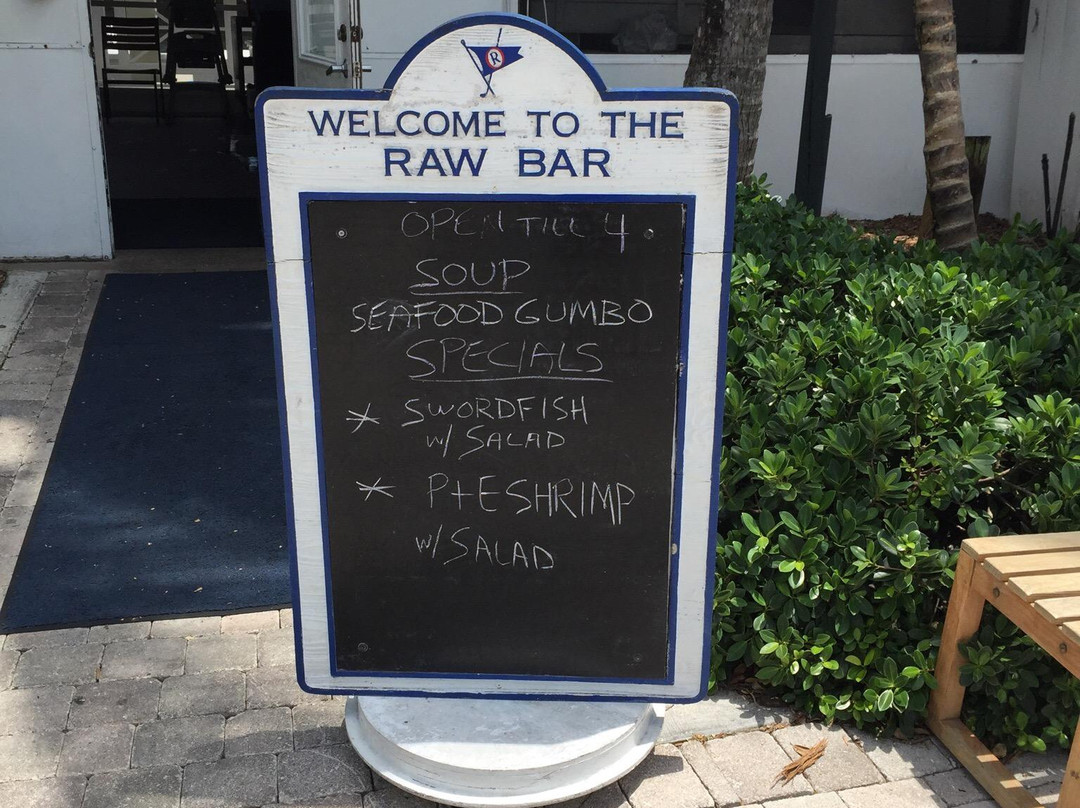 R
WELCOME TO THE
RAW BAR
OPEN TILL 4
SOUP
SEAFOOD GUMBO
SPECIALS
* SWORDFISH
w/ SALAD
* P+E SHRIMP
w/ SALAD